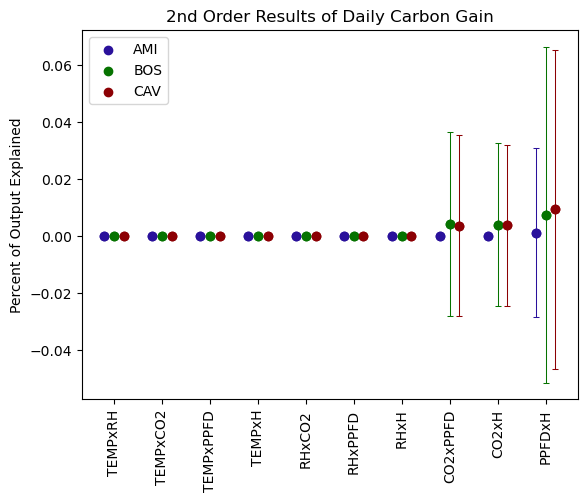 2nd Order Results of Daily Carbon Gain
AMI
BOS
CAV
Percent of Output Explained
0.06
0.04
0.02
0.00
−0.02
−0.04
TEMPxRH
TEMPxCO2
TEMPxPPFD
TEMPxH
RHxCO2
RHxPPFD
RHxH
CO2xPPFD
CO2xH
PPFDxH